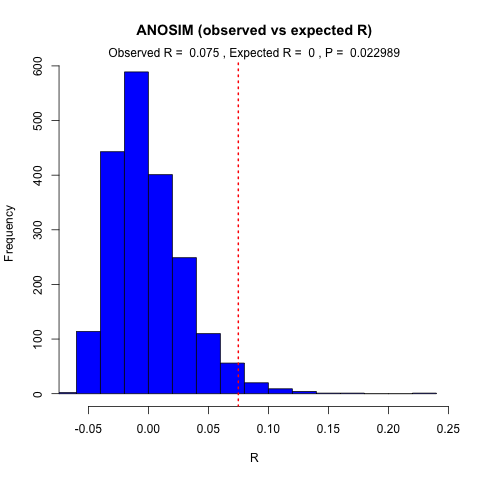 ANOSIM (observed vs expected R)
Observed R =  0.075 , Expected R =  0 , P =  0.022989
600
500
400
300
200
100
0
Frequency
-0.05 0.00 0.05 0.10 0.15 0.20 0.25
R